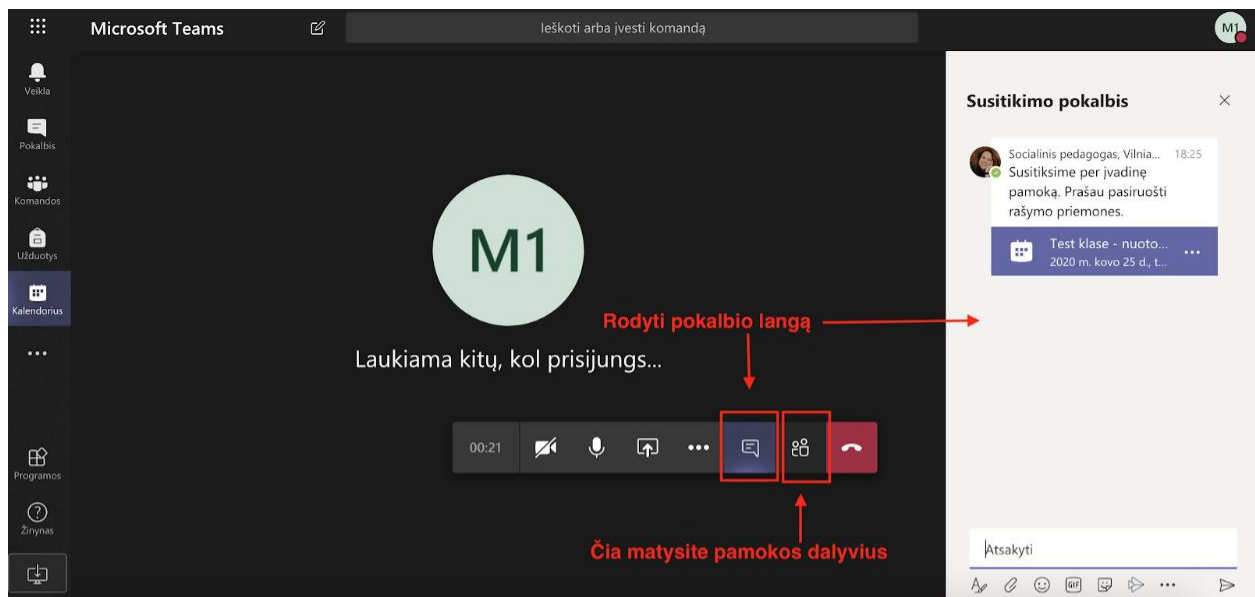 Microsoft Teams
Ieškoti arba įvesti komandą
M1
Veikla
Pokalbis
Komandos
Užduotys
Kalendorius
Programos
Žinynas
M1
Laukiama kitų, kol prisijungs...
Rodyti pokalbio langą
00:21
Čia matysite pamokos dalyvius
Susitikimo pokalbis
Socialinis pedagogas, Vilnia... 18:25
Susitiksime per įvadinę
pamoką. Prašau pasiruošti
rašymo priemones.
Test klase - nuoto...
2020 m. kovo 25 d., t...
Atsakyti
GIF